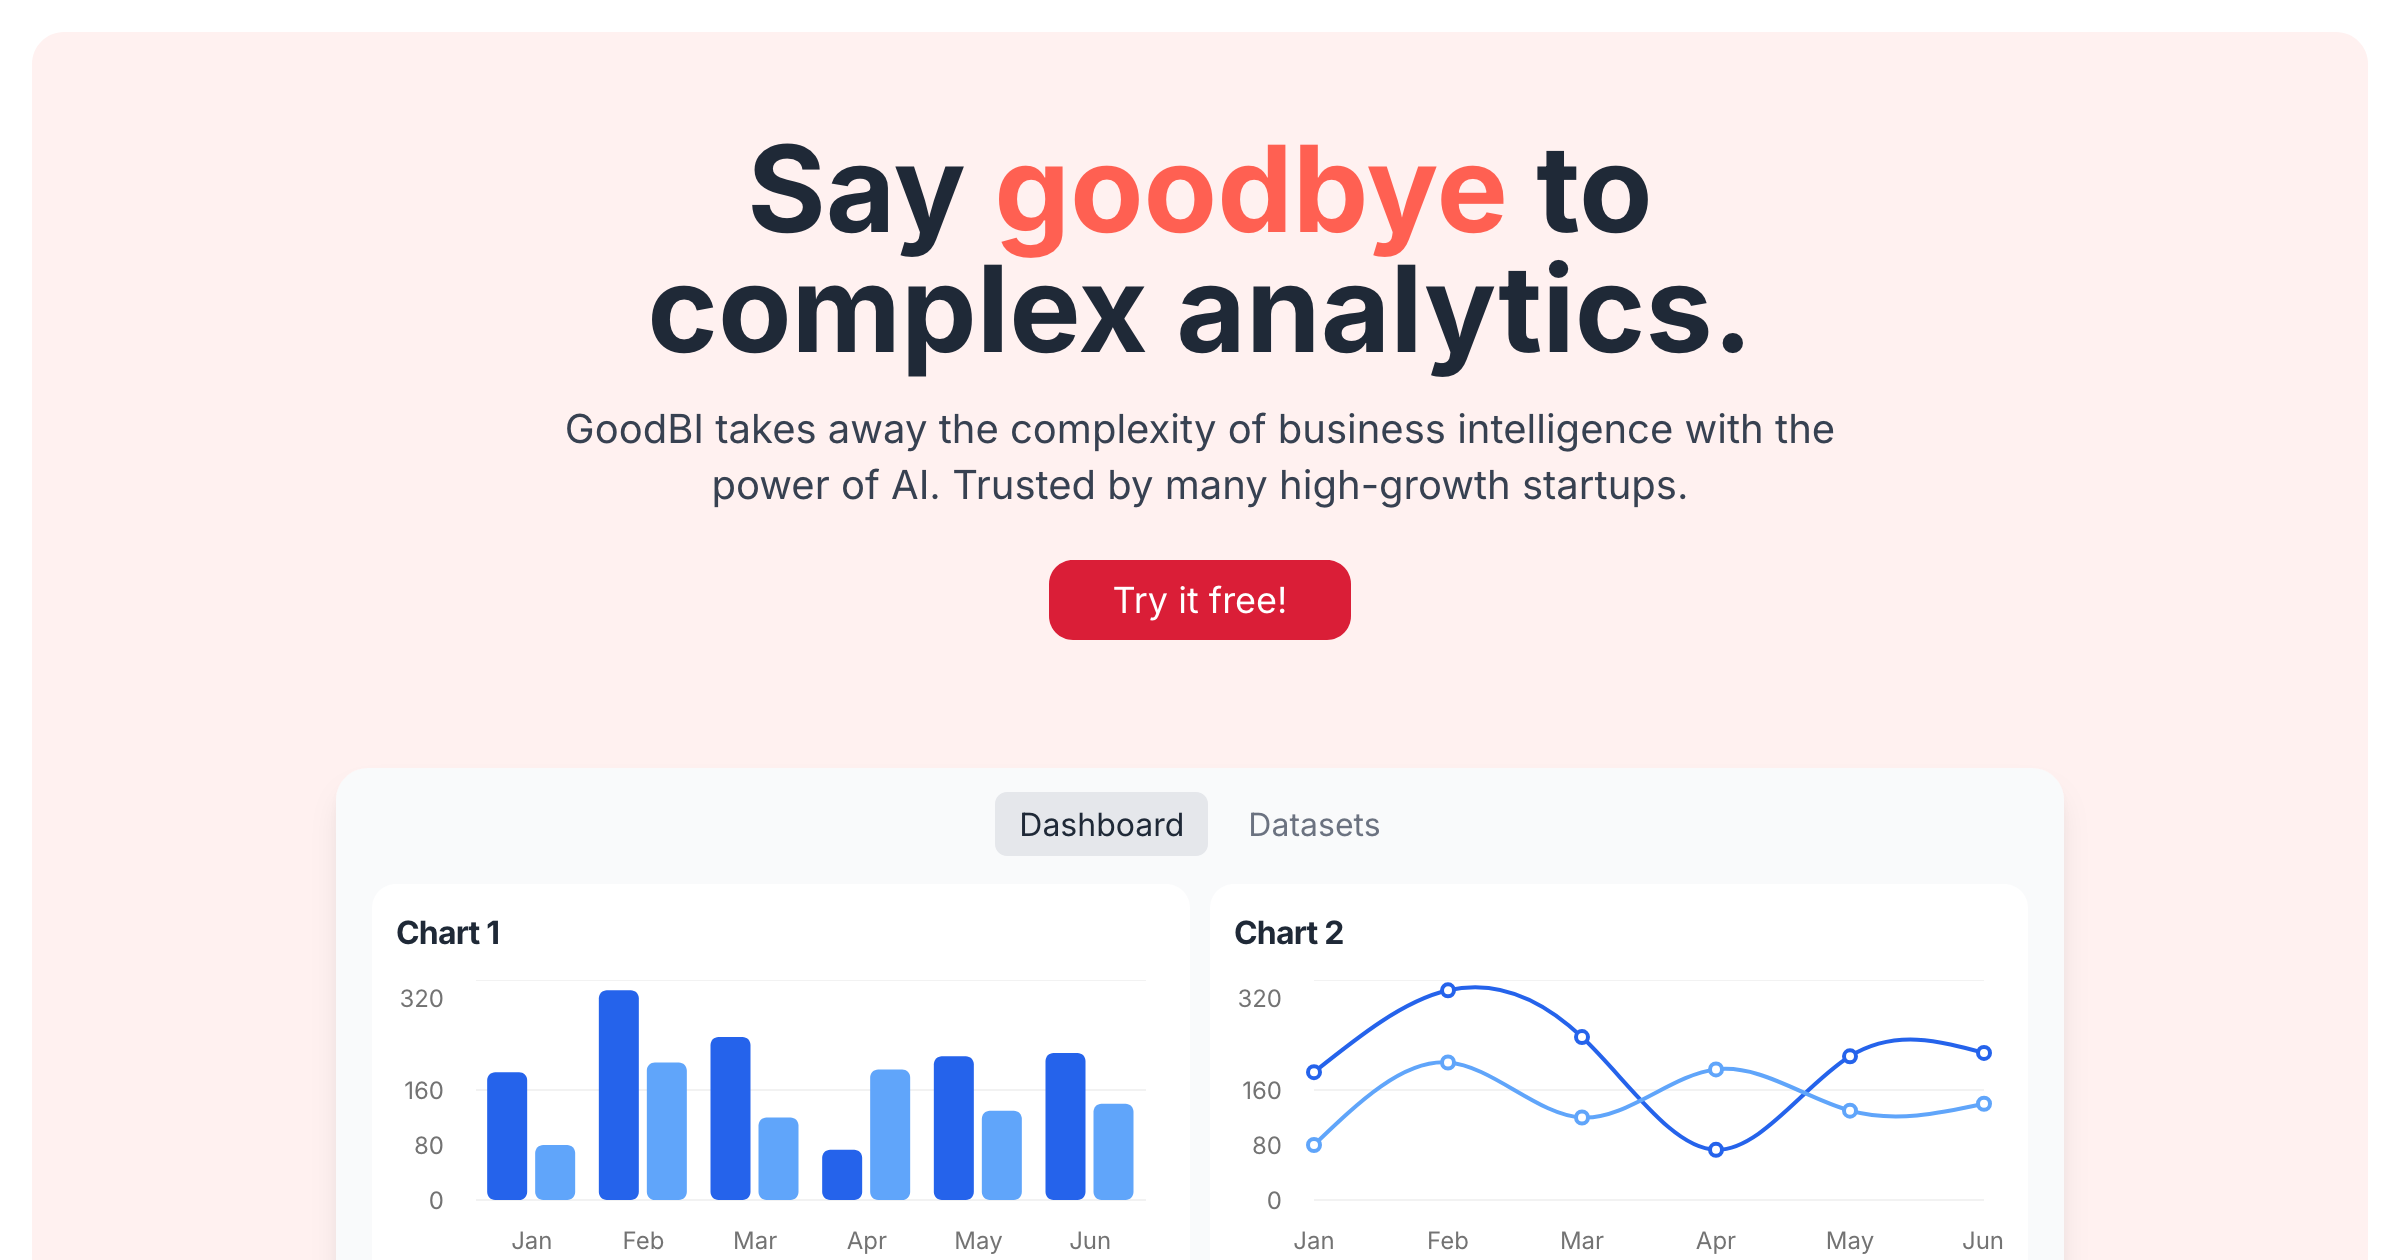 Say goodbye to
complex analytics.
GoodBI takes away the complexity of business intelligence with the
power of AI. Trusted by many high-growth startups.
Try it free!
Dashboard Datasets
Chart 1
320
160
80
0
Jan Feb Mar Apr May Jun
Chart 2
320
160
80
0
Jan Feb Mar Apr May Jun